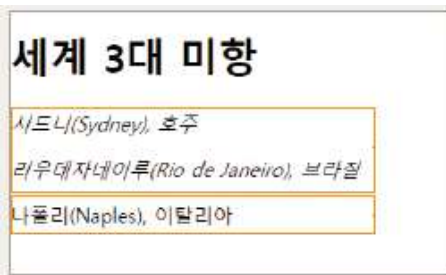 세계 3대 미항
시드니(Sydney), 호주
리우데자네이루(Rio de Janeiro), 브라질
나폴리(Naples), 이탈리아